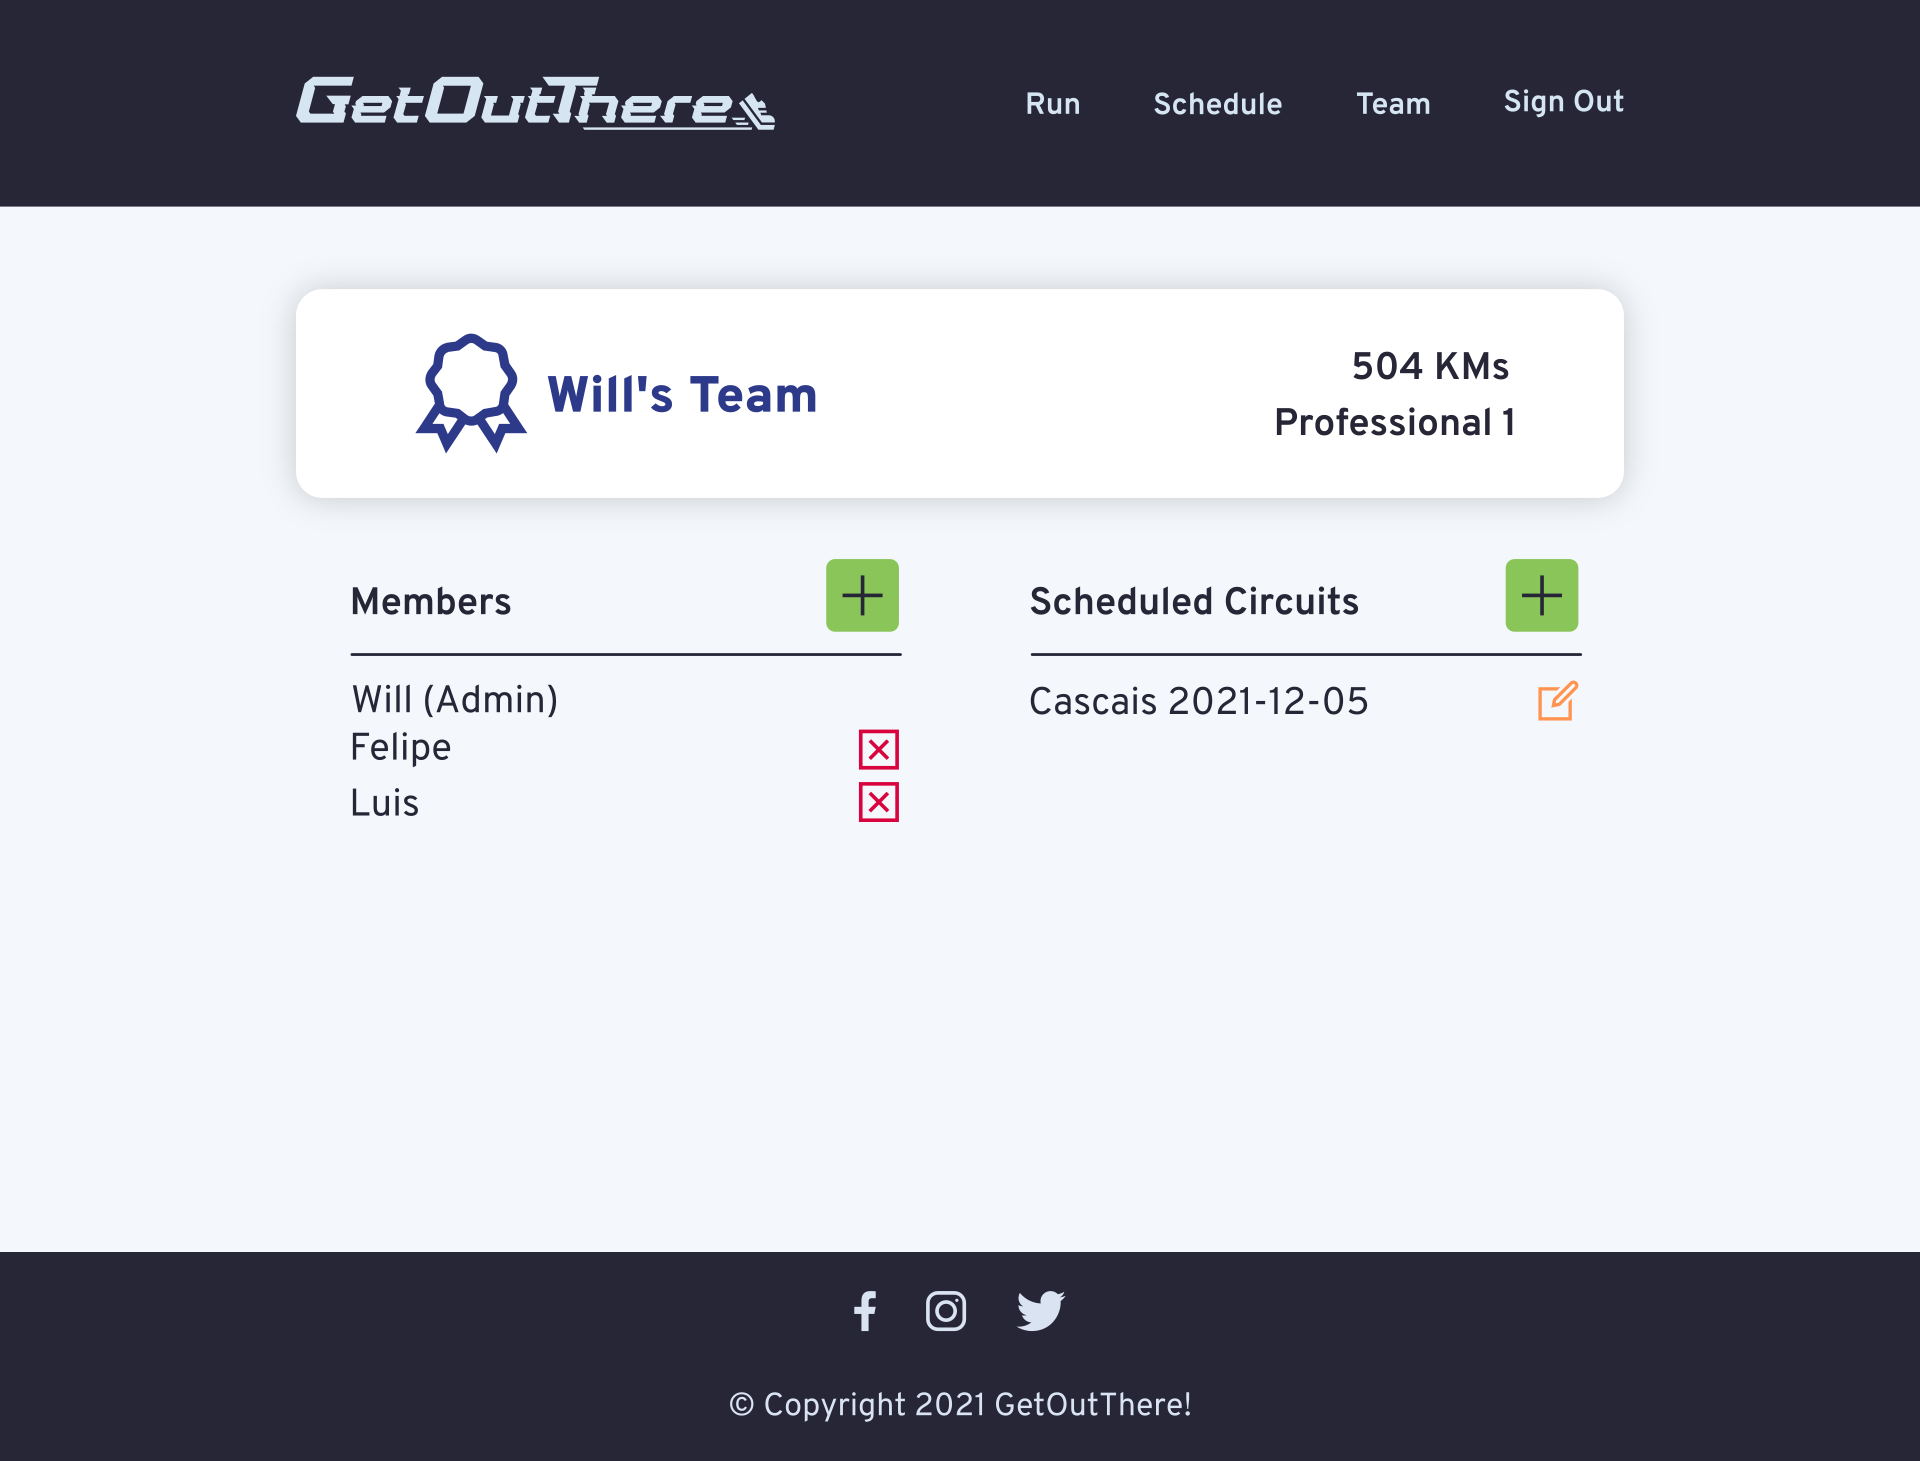 GetOutThere
Run
Schedule
Team
Sign Out
Will's Team
504 KMs
Professional 1
Members
Will (Admin)
Felipe
Luis
Scheduled Circuits
Cascais 2021-12-05
© Copyright 2021 GetOutThere!